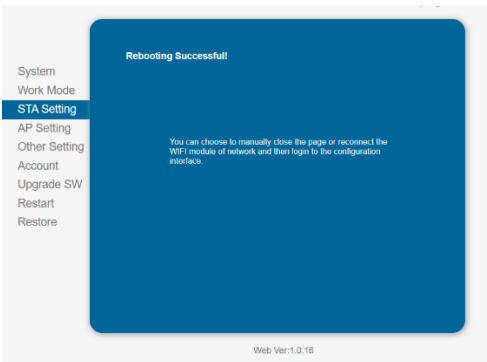 Rebooting Successful!
System
Work Mode
STA Setting
AP Setting
Other Setting
Account
Upgrade SW
Restart
Restore
You can choose to manually close the page or reconnect the
WIFI module of network and then login to the configuration
interface.
Web Ver:1.0.16